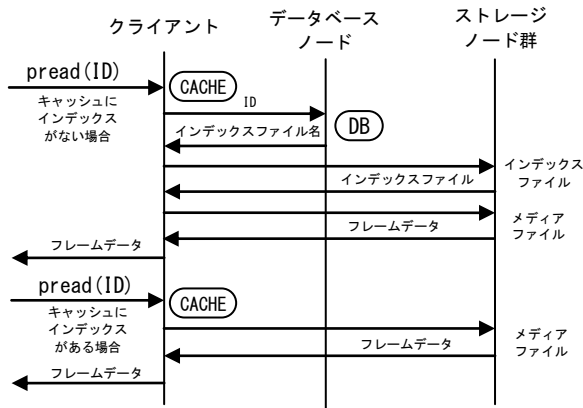 クライアント
データベース
ノード
ストレージ
ノード群
pread(ID)
キャッシュに
インデックス
がない場合
CACHE
ID
インデックスファイル名
DB
インデックス
ファイル
インデックスファイル
メディア
ファイル
フレームデータ
フレームデータ
pread(ID)
キャッシュに
インデックス
がある場合
CACHE
メディア
ファイル
フレームデータ
フレームデータ